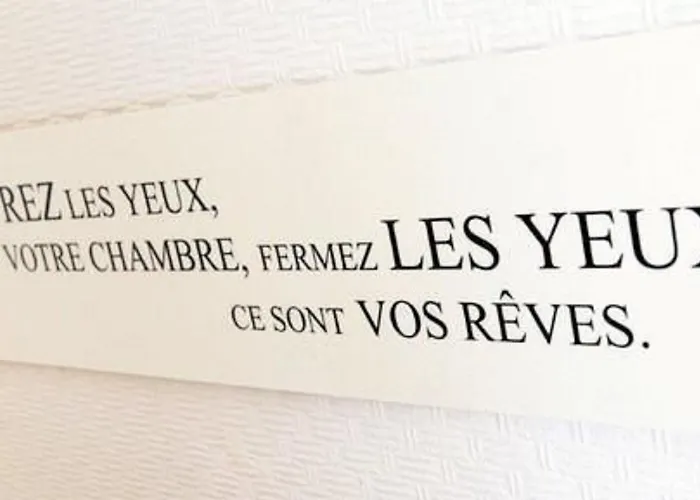 REZ LES YEUX,
VOTRE CHAMBRE, FERMEZ LES YEUX
CE SONT VOS RÊVES.